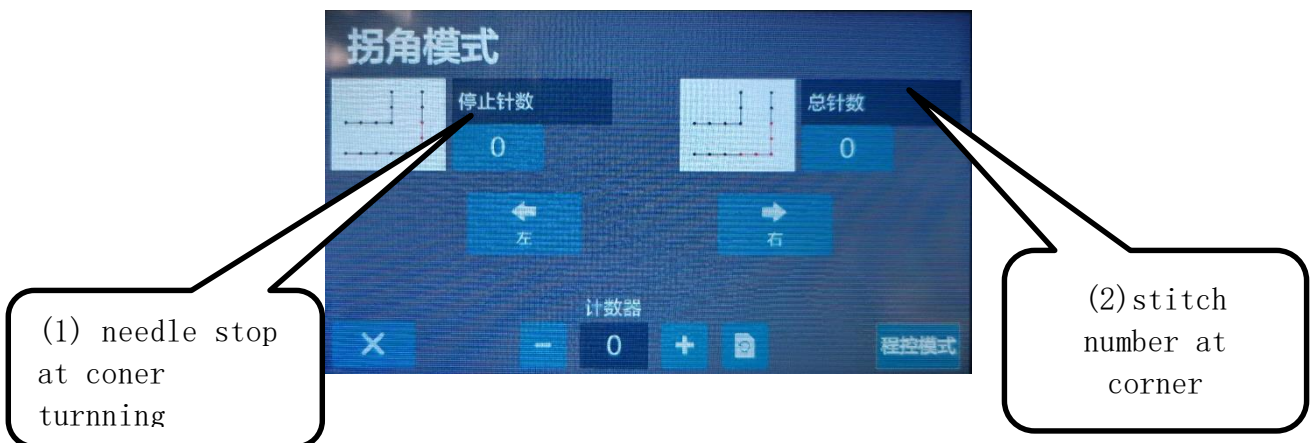 拐角模式
停止针数
总针数
0
0
左
右
计数器
0
程控模式
(1) needle stop
at coner
turnning
(2)stitch
number at
corner